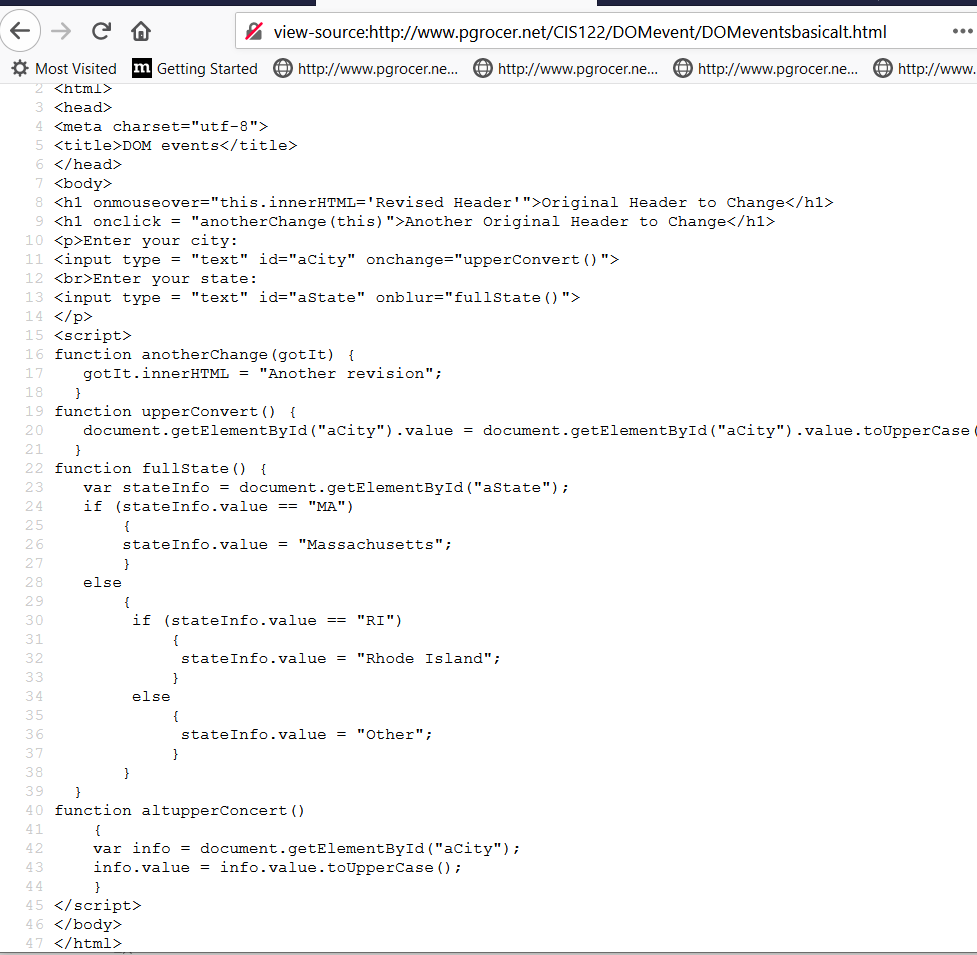 view-source:http://www.pgrocer.net/CIS122/DOMevent/DOMeventsbasicalt.html
Most Visited m Getting Started http://www.pgrocer.ne... http://www.pgrocer.ne... http://www.pgrocer.ne... http://www.
2 <html>
3 <head>
4 <meta charset="utf-8">
5 <title>DOM events</title>
6 </head>
7 <body>
8 <h1 onmouseover="this.innerHTML='Revised Header'">Original Header to Change</h1>
9 <h1 onclick = "anotherChange(this)">Another Original Header to Change</h1>
10 <p>Enter your city:
11 <input type = "text" id="aCity" onchange="upperConvert()">
12 <br>Enter your state:
13 <input type = "text" id="aState" onblur="fullState()">
14 </p>
15 <script>
16 function anotherChange(gotIt) {
17 gotIt.innerHTML = "Another revision";
18 }
19 function upperConvert() {
20 document.getElementById("aCity").value = document.getElementById("aCity").value.toUpperCase(
21 }
22 function fullState() {
23 var stateInfo = document.getElementById("aState");
24 if (stateInfo.value == "MA")
25 {
26 stateInfo.value = "Massachusetts";
27 }
28 else
29 {
30 if (stateInfo.value == "RI")
31 {
32 stateInfo.value = "Rhode Island";
33 }
34 else
35 {
36 stateInfo.value = "Other";
37 }
38 }
39 }
40 function altupperConcert()
41 {
42 var info = document.getElementById("aCity");
43 info.value = info.value.toUpperCase();
44 }
45 </script>
46 </body>
47 </html>